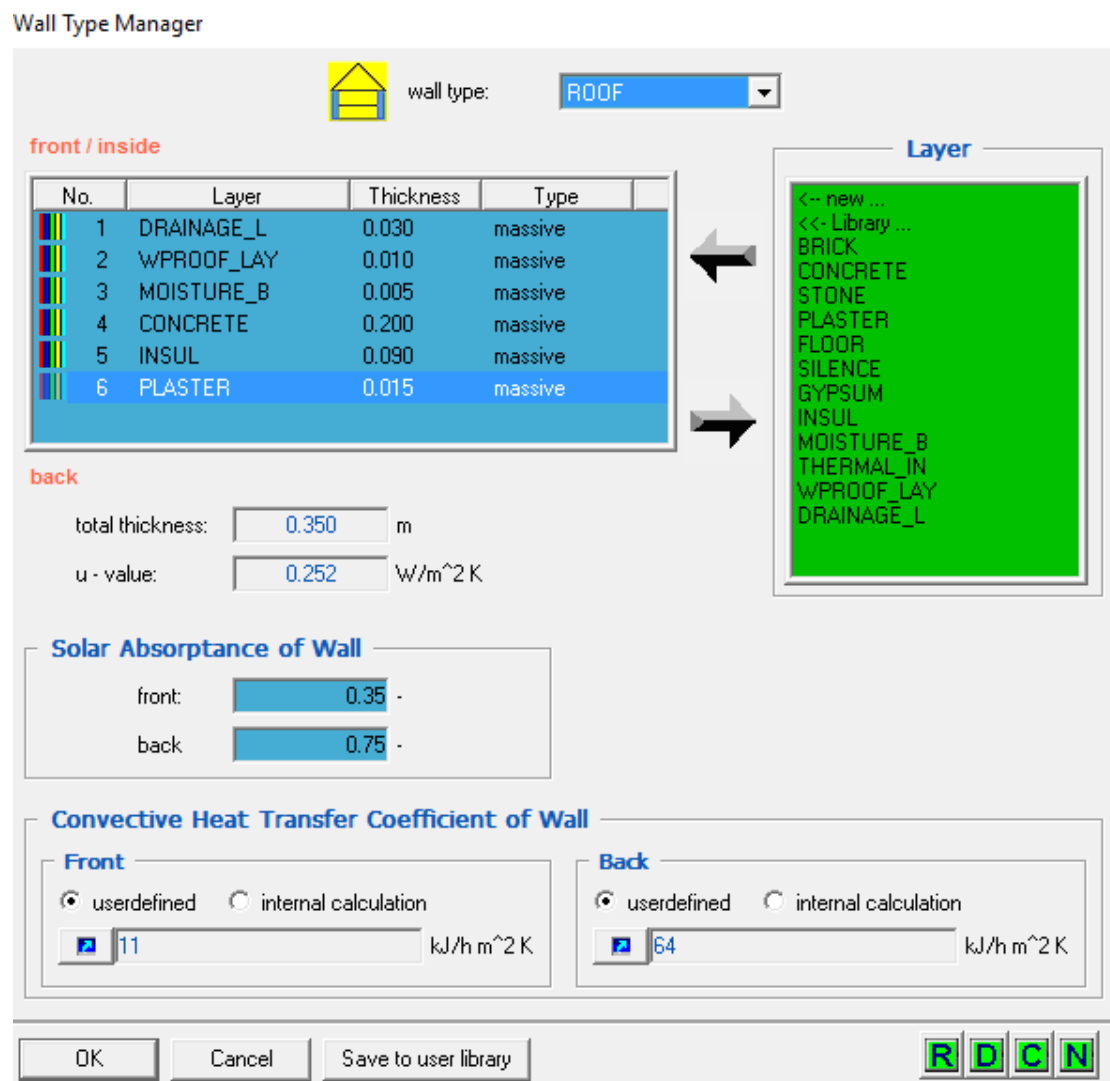 Wall Type Manager
wall type: ROOF
front / inside
No. Layer Thickness Type
1 DRAINAGE_L 0.030 massive
2 WPROOF_LAY 0.010 massive
3 MOISTURE_B 0.005 massive
4 CONCRETE 0.200 massive
5 INSUL 0.090 massive
6 PLASTER 0.015 massive
back
total thickness: 0.350 m
u - value: 0.252 W/m^2 K
Layer
<-- new ...
<<- Library ...
BRICK
CONCRETE
STONE
PLASTER
FLOOR
SILENCE
GYPSUM
INSUL
MOISTURE_B
THERMAL_IN
WPROOF_LAY
DRAINAGE_L
Solar Absorptance of Wall
front: 0.35 -
back 0.75 -
Convective Heat Transfer Coefficient of Wall
Front
userdefined internal calculation
11 kJ/h m^2 K
Back
userdefined internal calculation
64 kJ/h m^2 K
OK Cancel Save to user library R D C N